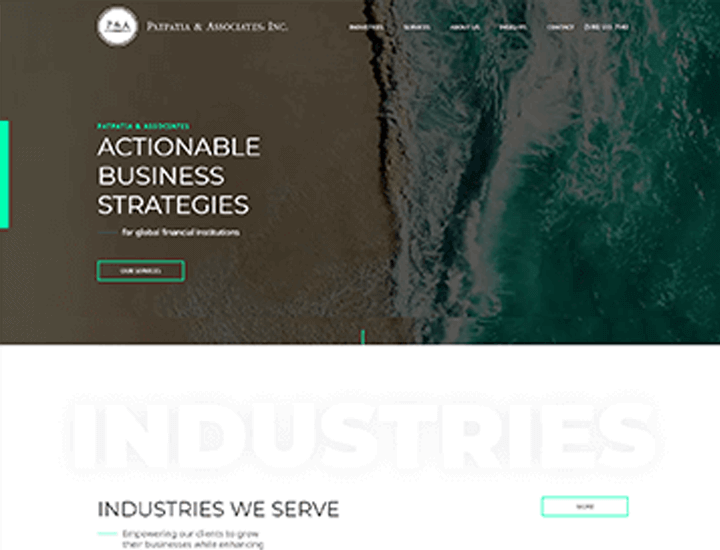 P & A
PATPATIA & ASSOCIATES, INC.
INDUSTRIES SERVICES ABOUT US INSIGHTS CONTACT
PATPATIA & ASSOCIATES
ACTIONABLE
BUSINESS
STRATEGIES
for global financial institutions
OUR SERVICES
INDUSTRIES
INDUSTRIES WE SERVE
MORE
Empowering our clients to grow
their businesses while enhancing